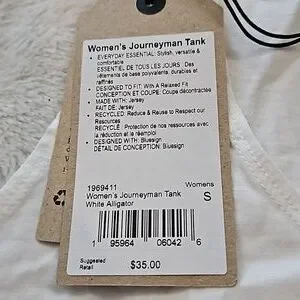 Women's Journeyman Tank
• EVERYDAY ESSENTIAL: Stylish, versatile &
comfortable
ESSENTIEL DE TOUS LES JOURS : Des
vêtements de base polyvalents, durables et
raffinés
• DESIGNED TO FIT: With A Relaxed Fit
CONCEPTION ET COUPE: Coupe décontractée
• MADE WITH: Jersey
FAIT DE: Jersey
• RECYCLED: Reduce & Reuse to Respect our
Resources
RECYCLÉ : Protection de nos ressources avec
la réduction et le réemploi
• DESIGNED WITH: Bluesign
DÉTAIL DE CONCEPTION: Bluesign
1969411 Womens
Women's Journeyman Tank
White Alligator S
1 95964 06042 6
Suggested
Retail $35.00